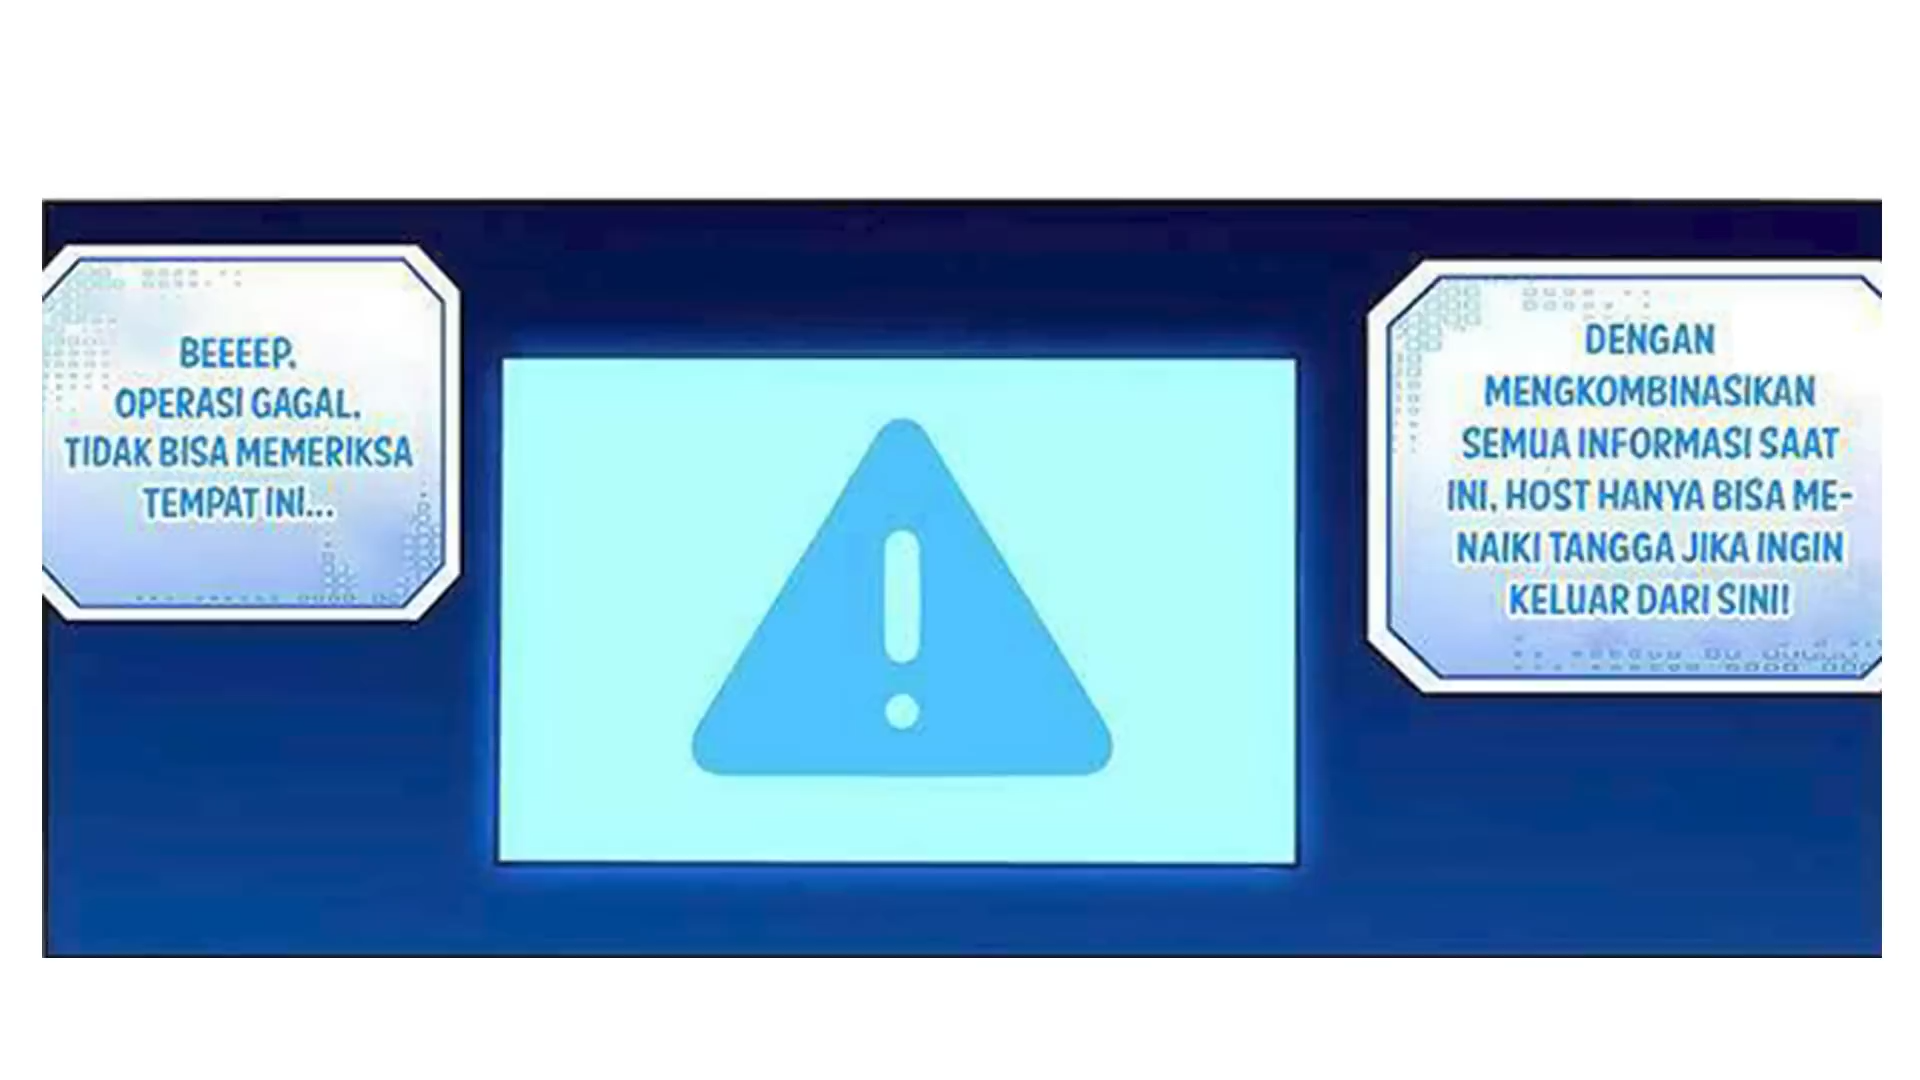 BEEEEP.
OPERASI GAGAL.
TIDAK BISA MEMERIKSA
TEMPAT INI...
DENGAN
MENGKOMBINASIKAN
SEMUA INFORMASI SAAT
INI, HOST HANYA BISA ME-
NAIKI TANGGA JIKA INGIN
KELUAR DARI SINI!